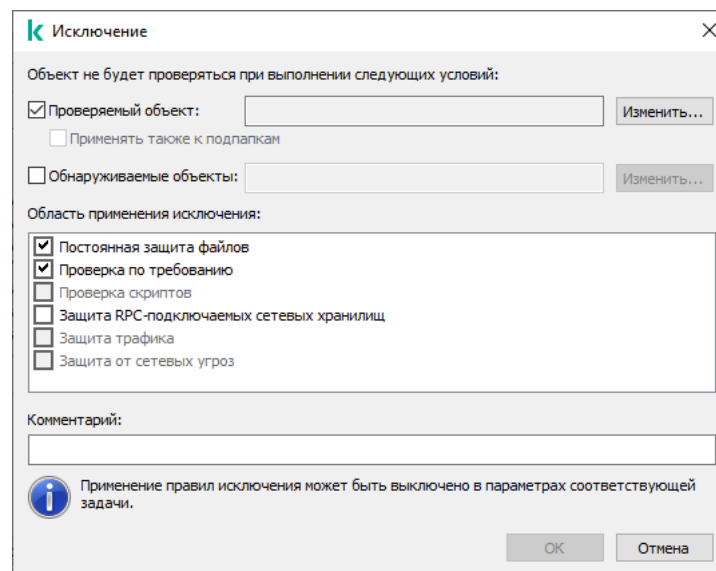 Исключение
Объект не будет проверяться при выполнении следующих условий:
Проверяемый объект:
Изменить...
Применять также к подпапкам
Обнаруживаемые объекты:
Изменить...
Область применения исключения:
Постоянная защита файлов
Проверка по требованию
Проверка скриптов
Защита RPC-подключаемых сетевых хранилищ
Защита трафика
Защита от сетевых угроз
Комментарий:
Применение правил исключения может быть выключено в параметрах соответствующей
задачи.
OK
Отмена